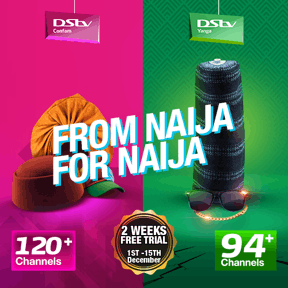 DStv
Confam
DStv
Yanga
FROM NAIJA
FOR NAIJA
2 WEEKS
FREE TRIAL
1ST -15TH
December
120+
Channels
94+
Channels